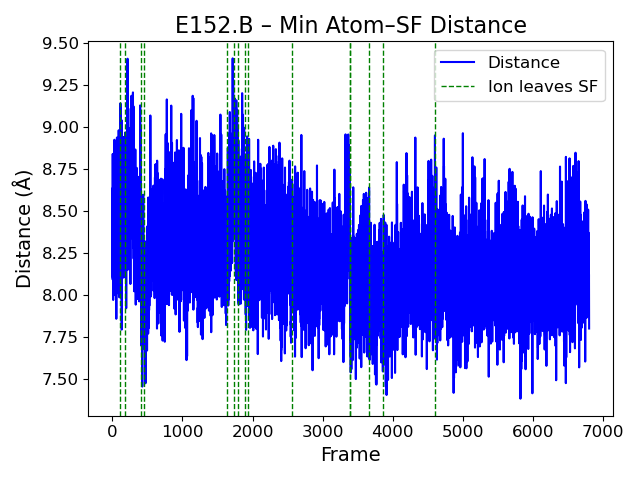 E152.B – Min Atom–SF Distance
Distance (Å)
9.50
9.25
9.00
8.75
8.50
8.25
8.00
7.75
7.50
Distance
Ion leaves SF
0 1000 2000 3000 4000 5000 6000 7000
Frame